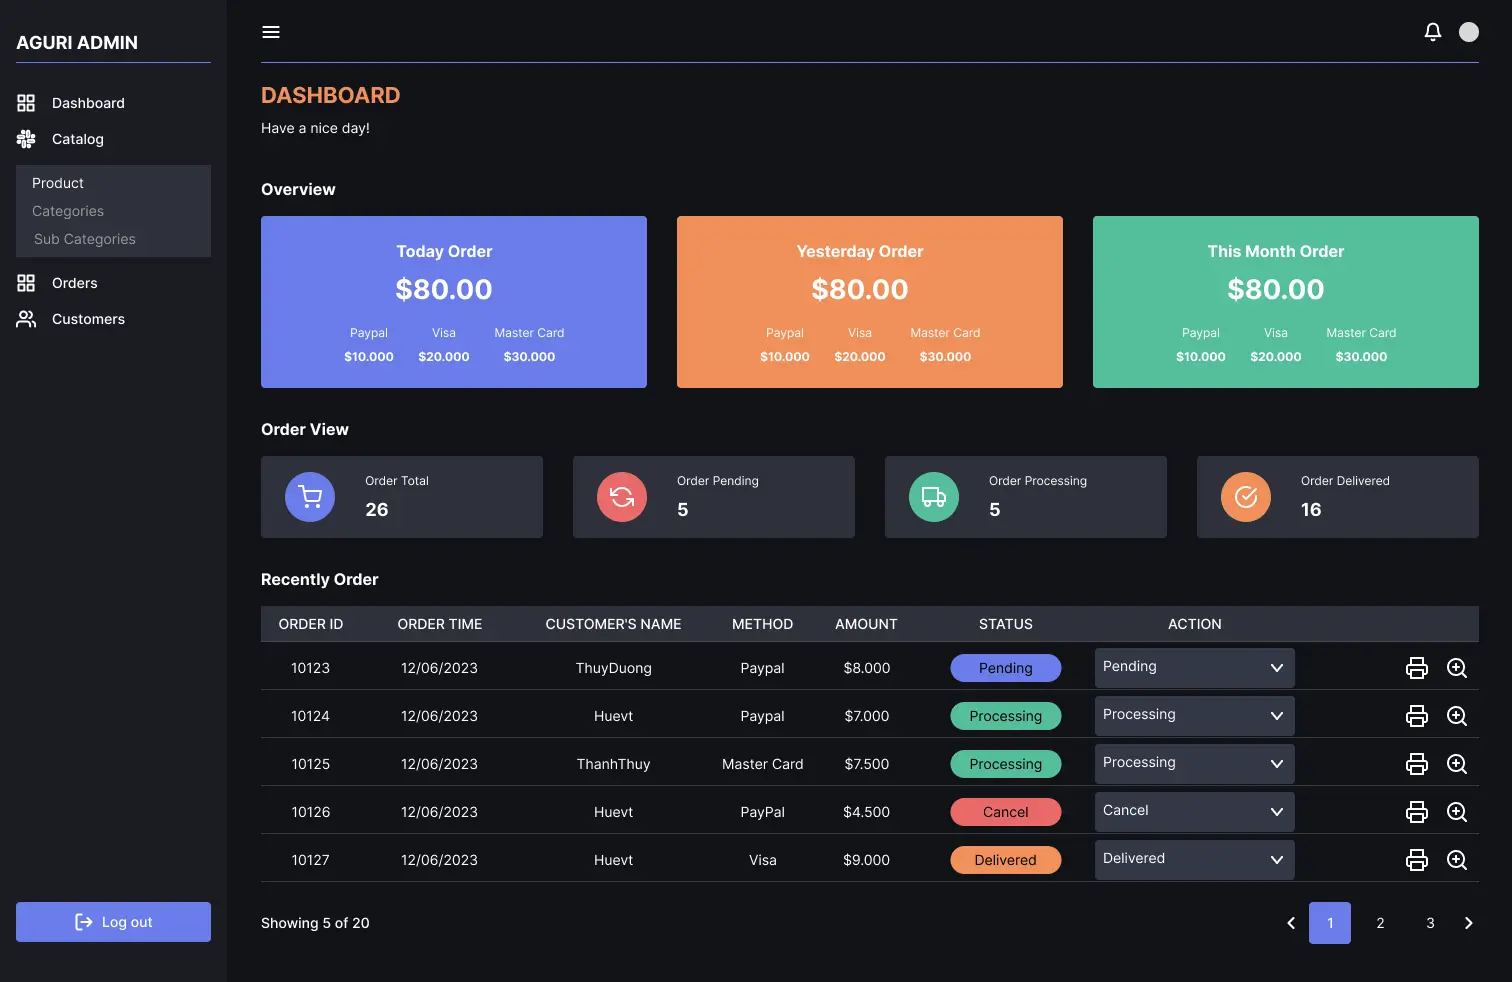 AGURI ADMIN
Dashboard
Catalog
Product
Categories
Sub Categories
Orders
Customers
Log out
DASHBOARD
Have a nice day!
Overview
Today Order
$80.00
Paypal Visa Master Card
$10.000 $20.000 $30.000
Yesterday Order
$80.00
Paypal Visa Master Card
$10.000 $20.000 $30.000
This Month Order
$80.00
Paypal Visa Master Card
$10.000 $20.000 $30.000
Order View
Order Total
26
Order Pending
5
Order Processing
5
Order Delivered
16
Recently Order
ORDER ID ORDER TIME CUSTOMER'S NAME METHOD AMOUNT STATUS ACTION
10123 12/06/2023 ThuyDuong Paypal $8.000 Pending Pending
10124 12/06/2023 Huevt Paypal $7.000 Processing Processing
10125 12/06/2023 ThanhThuy Master Card $7.500 Processing Processing
10126 12/06/2023 Huevt PayPal $4.500 Cancel Cancel
10127 12/06/2023 Huevt Visa $9.000 Delivered Delivered
Showing 5 of 20
1 2 3